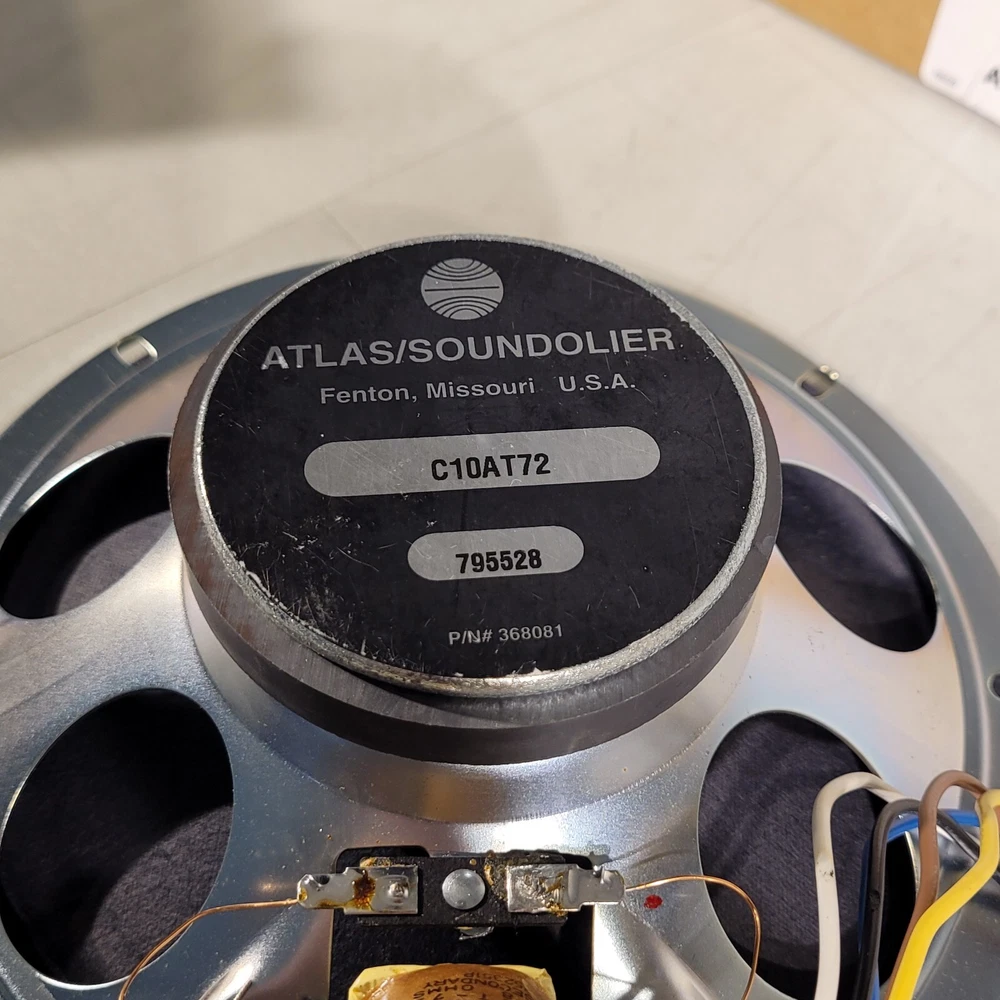 ATLAS/SOUNDOLIER
Fenton, Missouri U.S.A.
C10AT72
795528
P/N# 368081